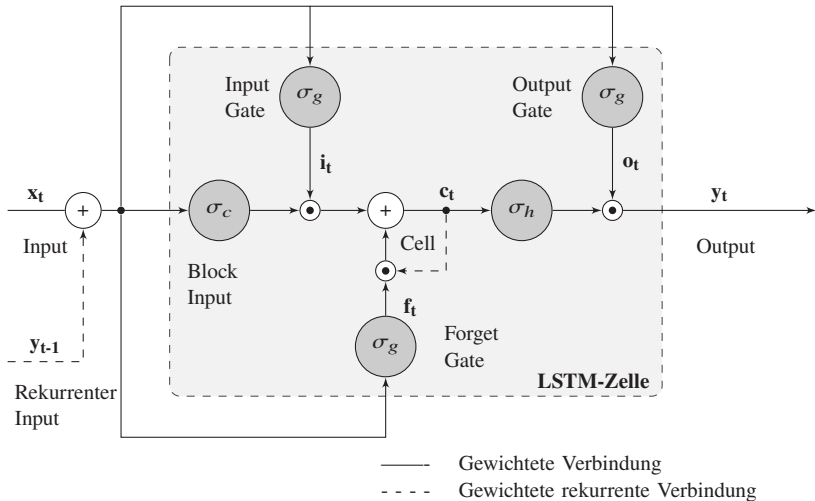 Input
Gate
σg
Output
Gate
σg
it
ot
xt
+
Input
σc
Block
Input
+
ct
Cell
σh
yt
Output
ft
yt-1
Rekurrenter
Input
σg
Forget
Gate
LSTM-Zelle
Gewichtete Verbindung
Gewichtete rekurrente Verbindung